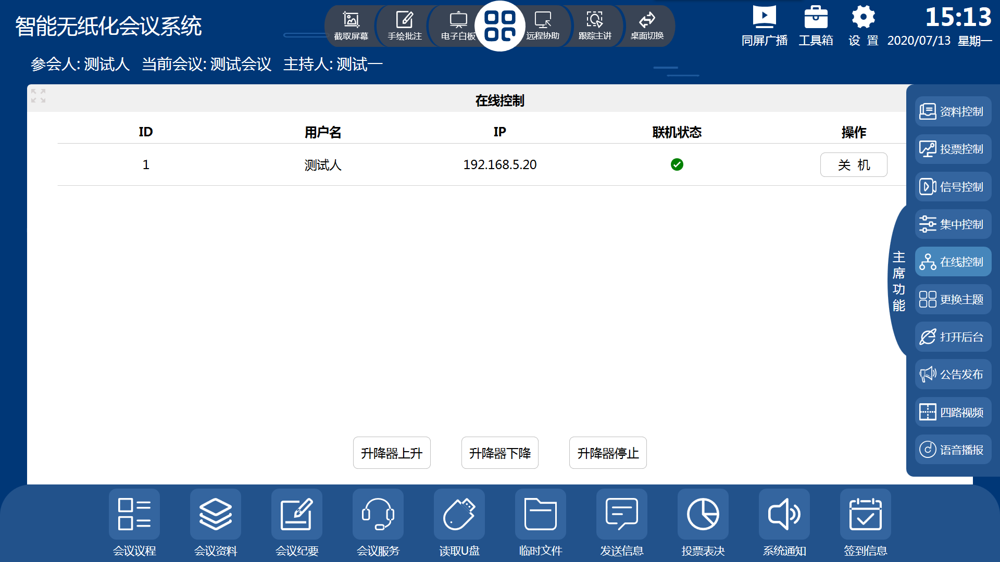 智能无纸化会议系统
截取屏幕 手绘批注 电子白板 远程协助 跟踪主讲 桌面切换
同屏广播 工具箱 设 置
15:13
2020/07/13 星期一
参会人: 测试人 当前会议: 测试会议 主持人: 测试一
在线控制
ID 用户名 IP 联机状态 操作
1 测试人 192.168.5.20 关 机
升降器上升 升降器下降 升降器停止
主席功能
资料控制
投票控制
信号控制
集中控制
在线控制
更换主题
打开后台
公告发布
四路视频
语音播报
会议议程 会议资料 会议纪要 会议服务 读取U盘 临时文件 发送信息 投票表决 系统通知 签到信息